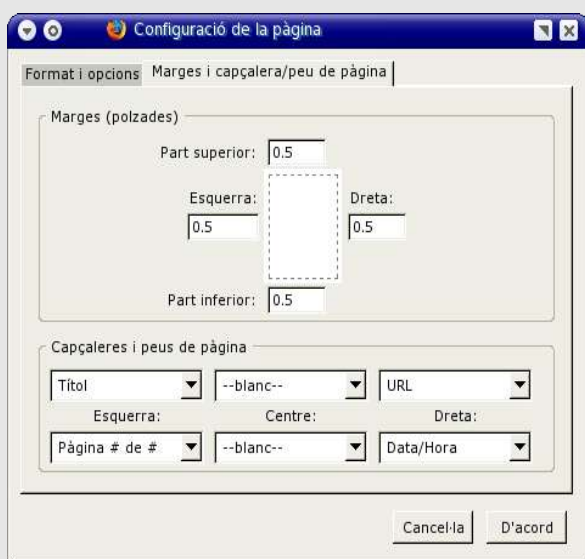 Configuració de la pàgina
Format i opcions Marges i capçalera/peu de pàgina
Marges (polzades)
Part superior: 0.5
Esquerra: Dreta:
0.5 0.5
Part inferior: 0.5
Capçaleres i peus de pàgina
Títol --blanc-- URL
Esquerra: Centre: Dreta:
Pàgina # de # --blanc-- Data/Hora
Cancel·la D'acord